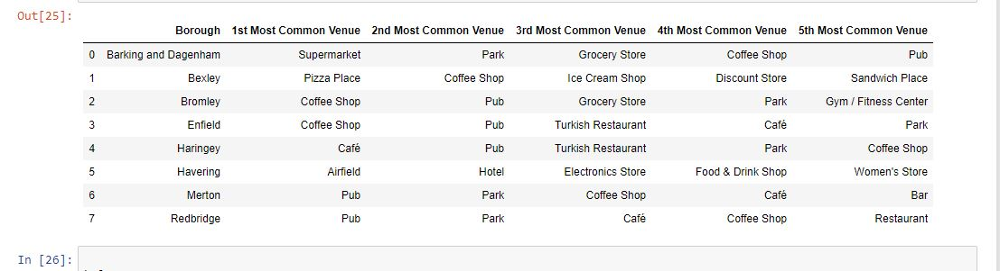 Out[25]:
Borough 1st Most Common Venue 2nd Most Common Venue 3rd Most Common Venue 4th Most Common Venue 5th Most Common Venue
0 Barking and Dagenham Supermarket Park Grocery Store Coffee Shop Pub
1 Bexley Pizza Place Coffee Shop Ice Cream Shop Discount Store Sandwich Place
2 Bromley Coffee Shop Pub Grocery Store Park Gym / Fitness Center
3 Enfield Coffee Shop Pub Turkish Restaurant Café Park
4 Haringey Café Pub Turkish Restaurant Park Coffee Shop
5 Havering Airfield Hotel Electronics Store Food & Drink Shop Women's Store
6 Merton Pub Park Coffee Shop Café Bar
7 Redbridge Pub Park Café Coffee Shop Restaurant
In [26]: